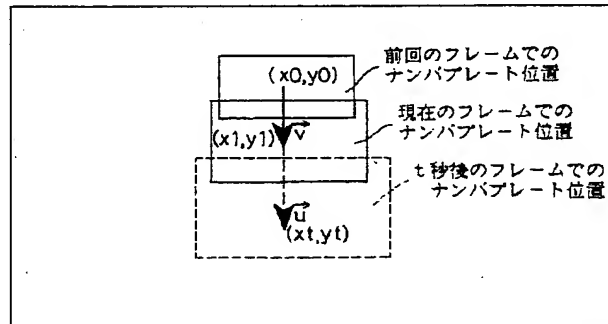 前回のフレームでの
ナンバプレート位置
(x0,y0)
現在のフレームでの
ナンバプレート位置
(x1,y1)
v
t秒後のフレームでの
ナンバプレート位置
u
(xt,yt)